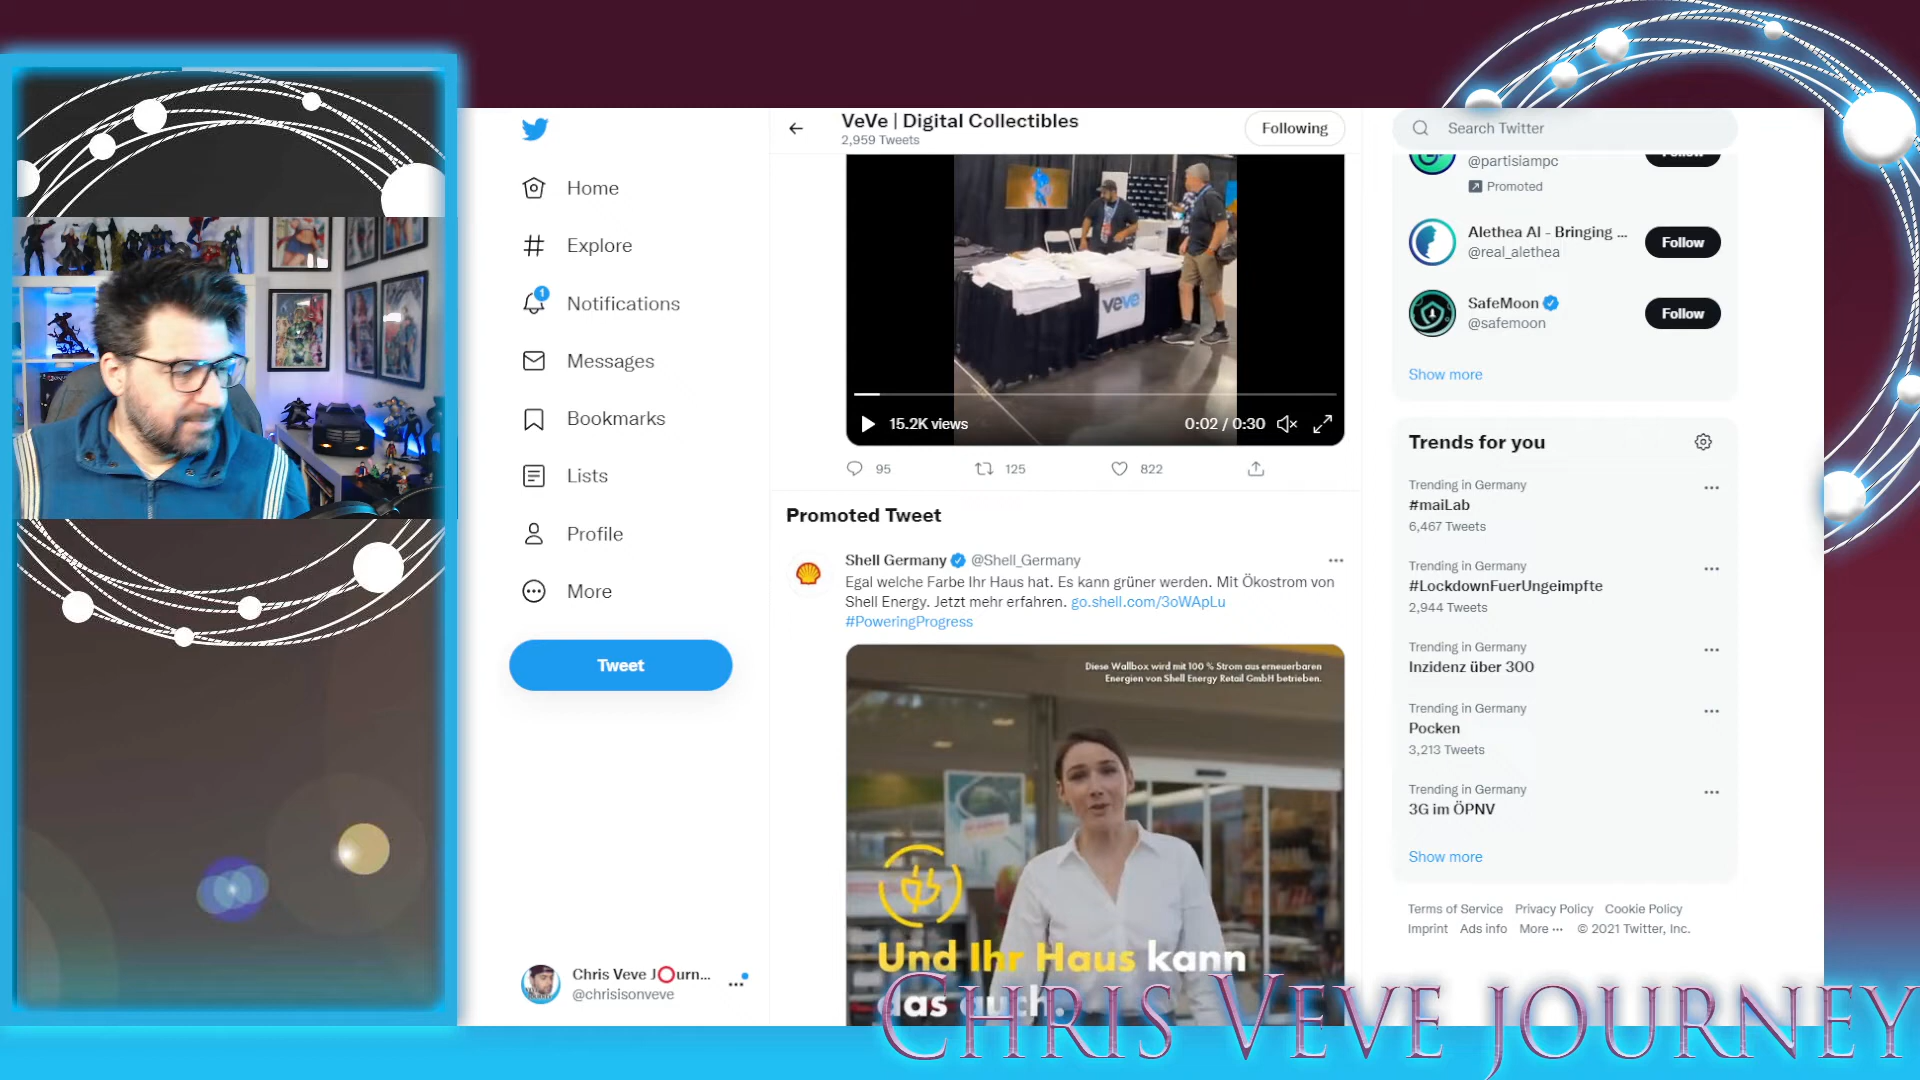 Home
Explore
1
Notifications
Messages
Bookmarks
Lists
Profile
More
Tweet
Chris Veve J⭕urn...
@chrisisonveve
VeVe | Digital Collectibles
2,959 Tweets
Following
veve
15.2K views
0:02 / 0:30
95
125
822
Promoted Tweet
Shell Germany @Shell_Germany
Egal welche Farbe Ihr Haus hat. Es kann grüner werden. Mit Ökostrom von
Shell Energy. Jetzt mehr erfahren. go.shell.com/3oWApLu
#PoweringProgress
Diese Wallbox wird mit 100 % Strom aus erneuerbaren
Energien von Shell Energy Retail GmbH betrieben.
Und Ihr Haus kann
das auch.
Search Twitter
@partisiampc
Promoted
Alethea AI - Bringing ...
@real_alethea
Follow
SafeMoon
@safemoon
Follow
Show more
Trends for you
Trending in Germany
#maiLab
6,467 Tweets
Trending in Germany
#LockdownFuerUngeimpfte
2,944 Tweets
Trending in Germany
Inzidenz über 300
Trending in Germany
Pocken
3,213 Tweets
Trending in Germany
3G im ÖPNV
Show more
Terms of Service Privacy Policy Cookie Policy
Imprint Ads info More ··· © 2021 Twitter, Inc.
Chris Veve Journey